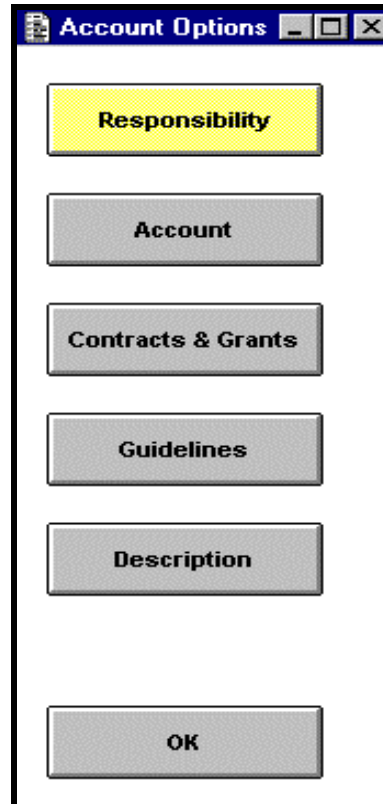 Account Options
Responsibility
Account
Contracts & Grants
Guidelines
Description
OK